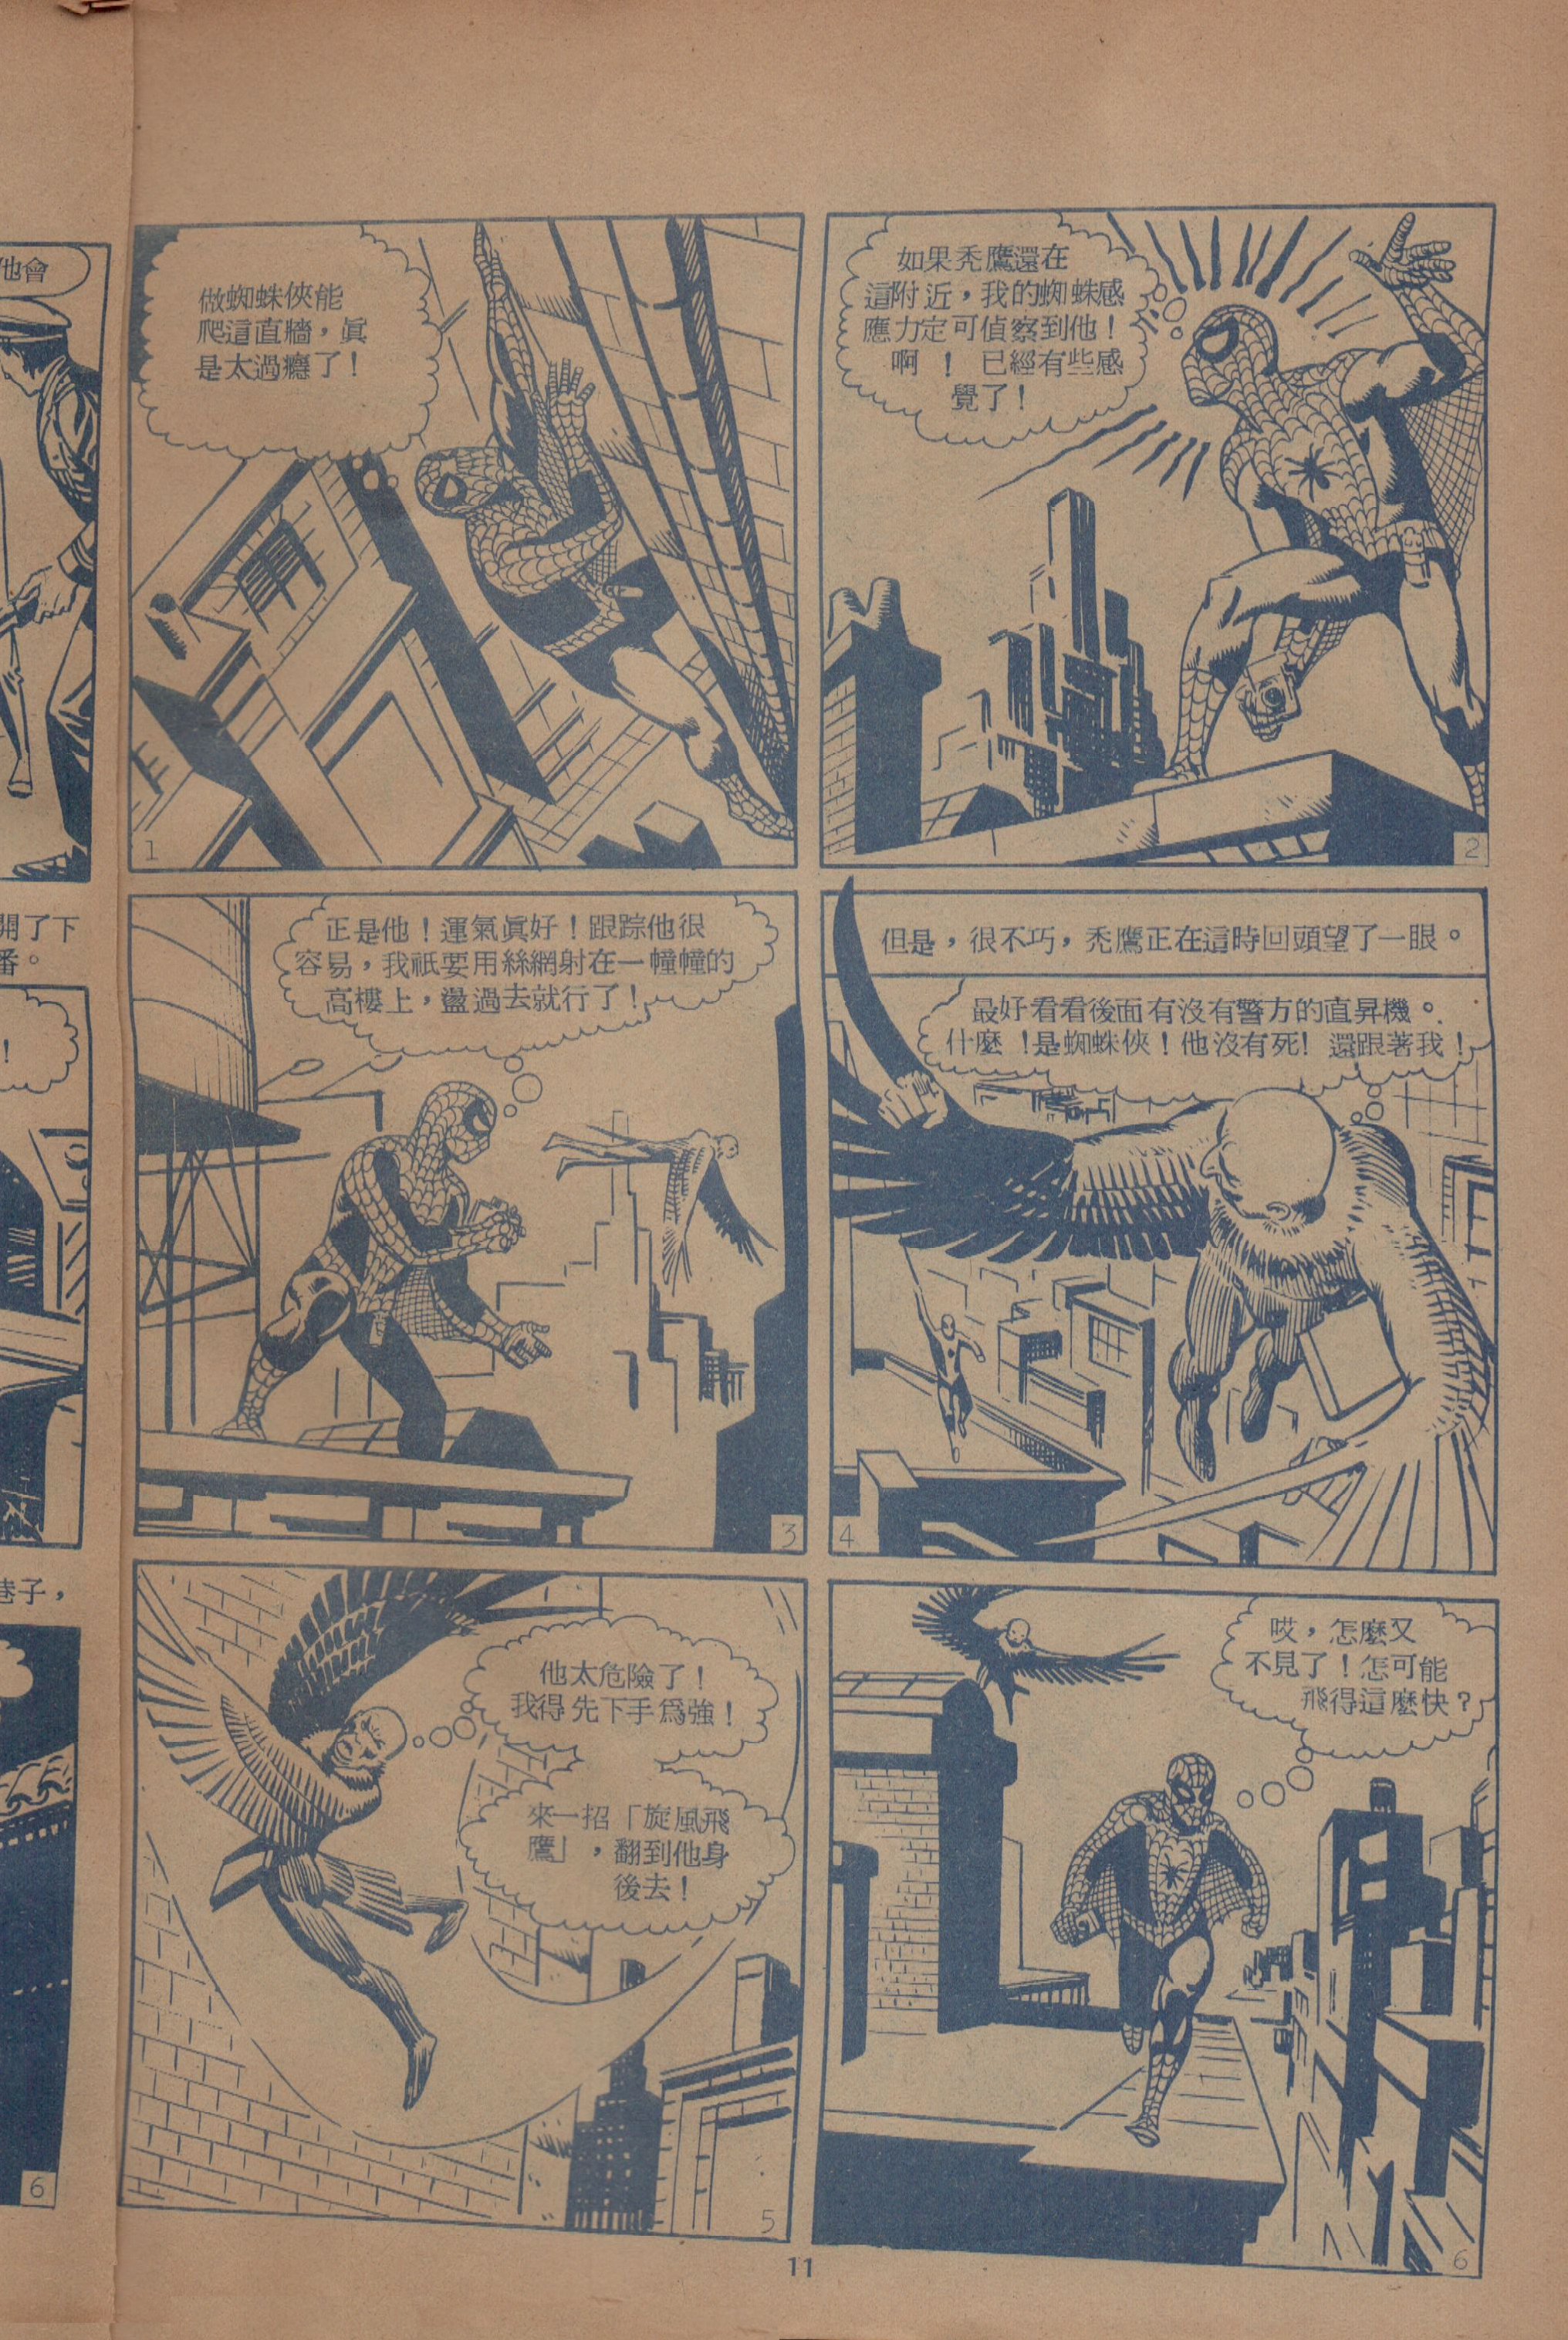 他會
開了下
番。
！
巷子，
6
做蜘蛛俠能
爬這直牆，眞
是太過癮了！
1
如果禿鷹還在
這附近，我的蜘蛛感
應力定可偵察到他！
啊！已經有些感
覺了！
2
正是他！運氣眞好！跟踪他很
容易，我祇要用絲網射在一幢幢的
高樓上，盪過去就行了！
3
但是，很不巧，禿鷹正在這時回頭望了一眼。
最好看看後面有沒有警方的直昇機。
什麼！是蜘蛛俠！他沒有死！還跟著我！
4
他太危險了！
我得先下手爲強！
來一招「旋風飛
鷹」，翻到他身
後去！
5
哎，怎麼又
不見了！怎可能
飛得這麼快？
6
11